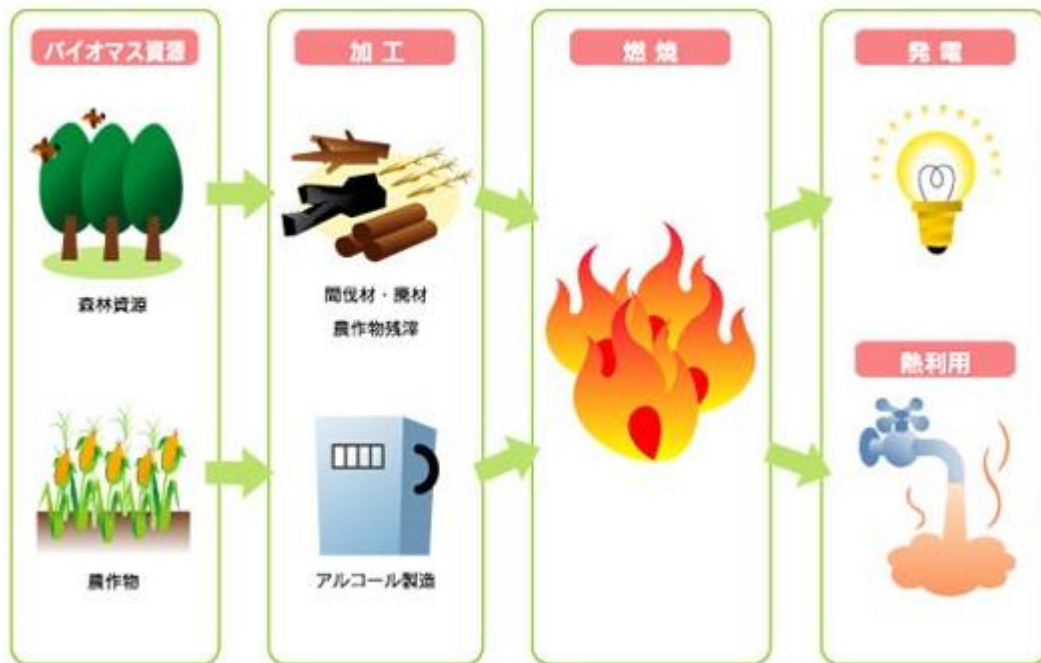 バイオマス資源
森林資源
農作物
加工
間伐材・廃材
農作物残滓
アルコール製造
燃焼
発電
熱利用